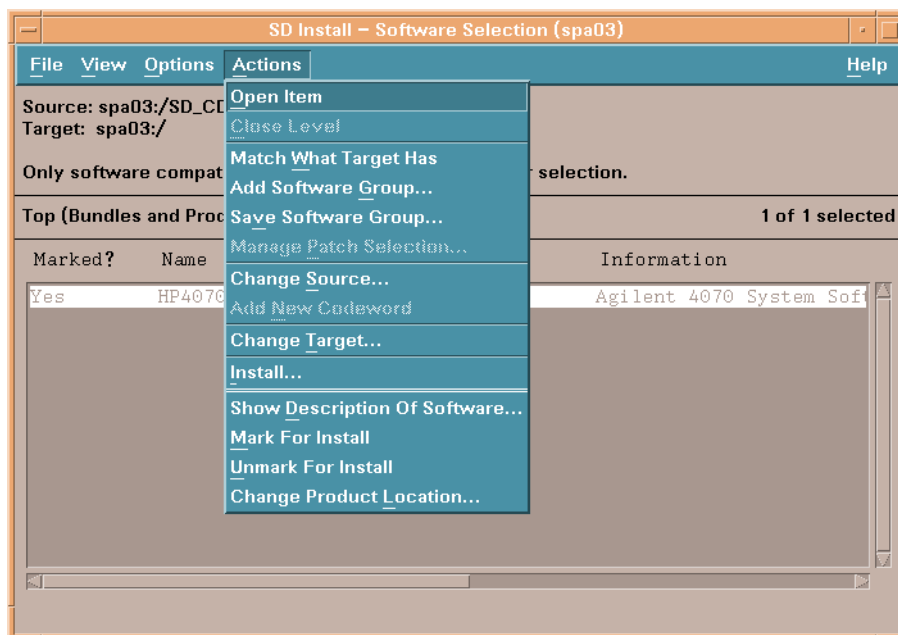 SD Install – Software Selection (spa03)
File View Options Actions Help
Source: spa03:/SD_CD
Target: spa03:/
Only software compat
selection.
Top (Bundles and Prod
1 of 1 selected
Marked? Name Information
Yes HP4070 Agilent 4070 System Soft
Open Item
Close Level
Match What Target Has
Add Software Group...
Save Software Group...
Manage Patch Selection...
Change Source...
Add New Codeword
Change Target...
Install...
Show Description Of Software...
Mark For Install
Unmark For Install
Change Product Location...